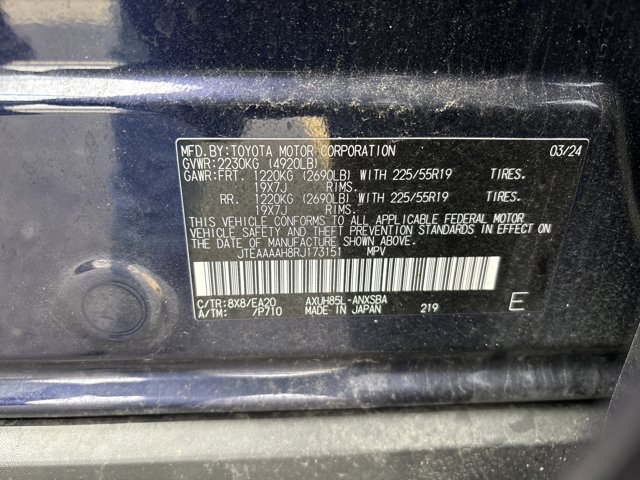 MFD.BY:TOYOTA MOTOR CORPORATION 03/24
GVWR:2230KG (4920LB)
GAWR:FRT. 1220KG (2690LB) WITH 225/55R19 TIRES.
19X7J RIMS.
RR. 1220KG (2690LB) WITH 225/55R19 TIRES.
19X7J RIMS.
THIS VEHICLE CONFORMS TO ALL APPLICABLE FEDERAL MOTOR
VEHICLE SAFETY AND THEFT PREVENTION STANDARDS IN EFFECT
ON THE DATE OF MANUFACTURE SHOWN ABOVE.
JTEAAAAH8RJ173151 MPV
C/TR:8X8/EA20 AXUH85L-ANXSBA
A/TM: /P710 MADE IN JAPAN 219 E